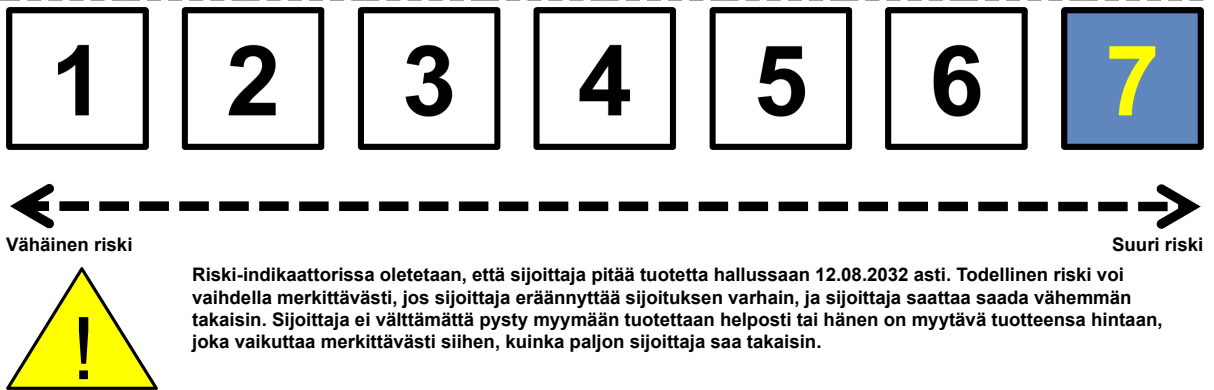 1 2 3 4 5 6 7
Vähäinen riski Suuri riski
Riski-indikaattorissa oletetaan, että sijoittaja pitää tuotetta hallussaan 12.08.2032 asti. Todellinen riski voi
vaihdella merkittävästi, jos sijoittaja eräännyttää sijoituksen varhain, ja sijoittaja saattaa saada vähemmän
takaisin. Sijoittaja ei välttämättä pysty myymään tuotettaan helposti tai hänen on myytävä tuotteensa hintaan,
joka vaikuttaa merkittävästi siihen, kuinka paljon sijoittaja saa takaisin.
!